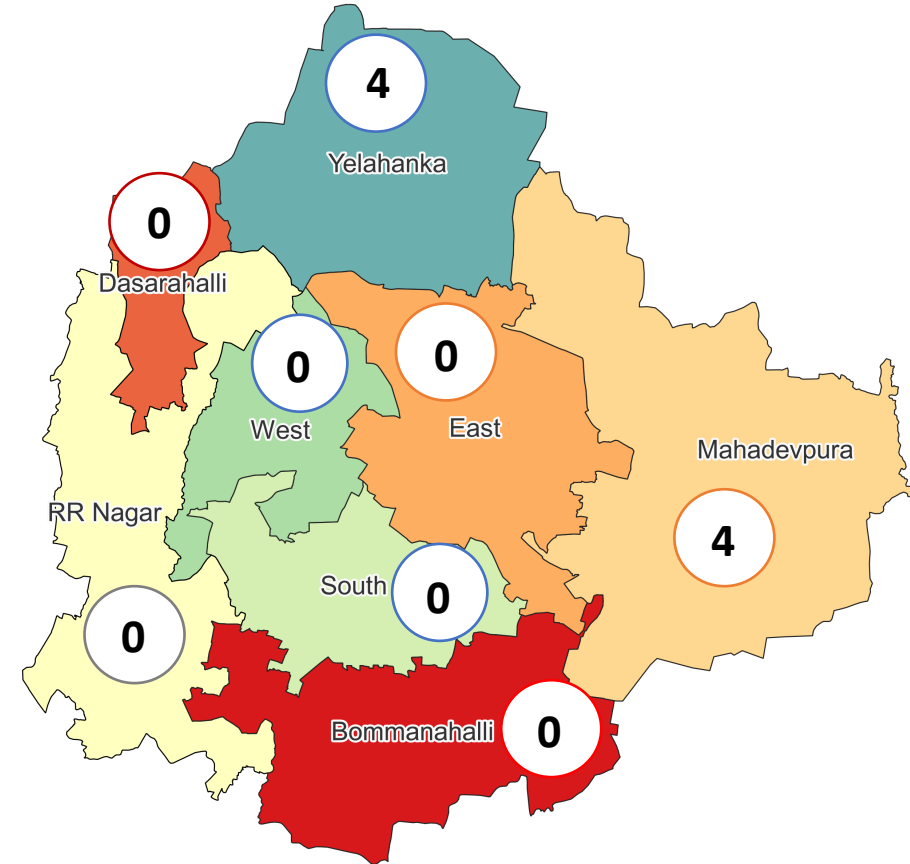 4
Yelahanka
0
Dasarahalli
0
West
0
East
Mahadevpura
4
RR Nagar
0
South
0
Bommanahalli
0